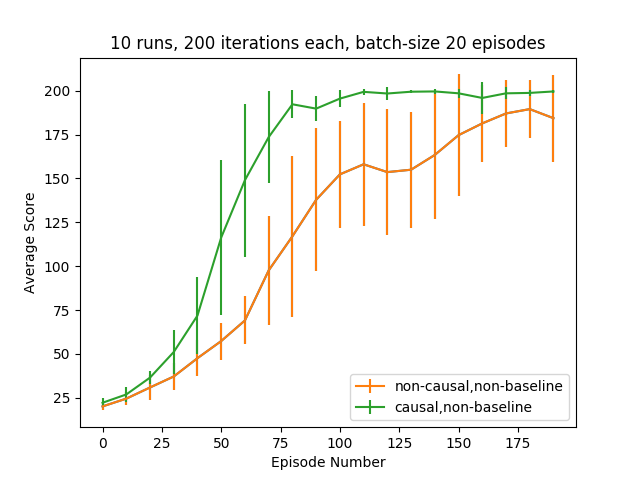 10 runs, 200 iterations each, batch-size 20 episodes
Average Score
200
175
150
125
100
75
50
25
non-causal,non-baseline
causal,non-baseline
0 25 50 75 100 125 150 175
Episode Number